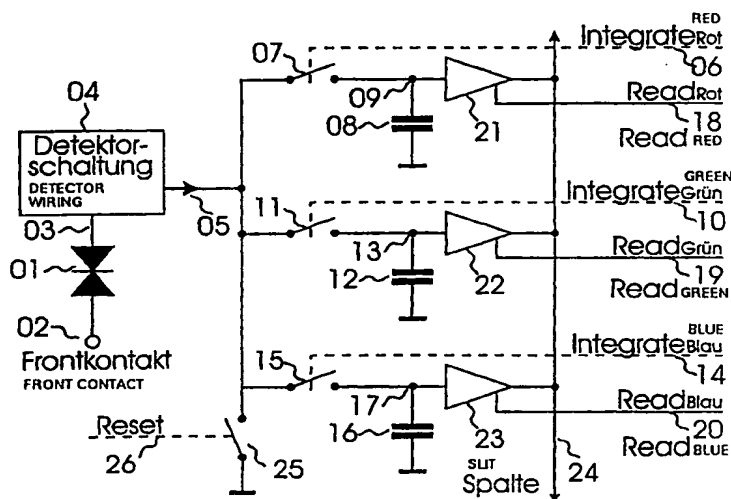 RED
Integrate Rot
07
06
04
Read Rot
09
08
21
18
Read RED
Detektor-
schaltung
DETECTOR
WIRING
GREEN
Integrate Grün
03
05
11
10
01
13
Read Grün
12
22
19
Read GREEN
02
Frontkontakt
FRONT CONTACT
BLUE
Integrate Blau
15
14
17
Read Blau
Reset
16
23
20
26
25
SLIT
Spalte
24
Read BLUE